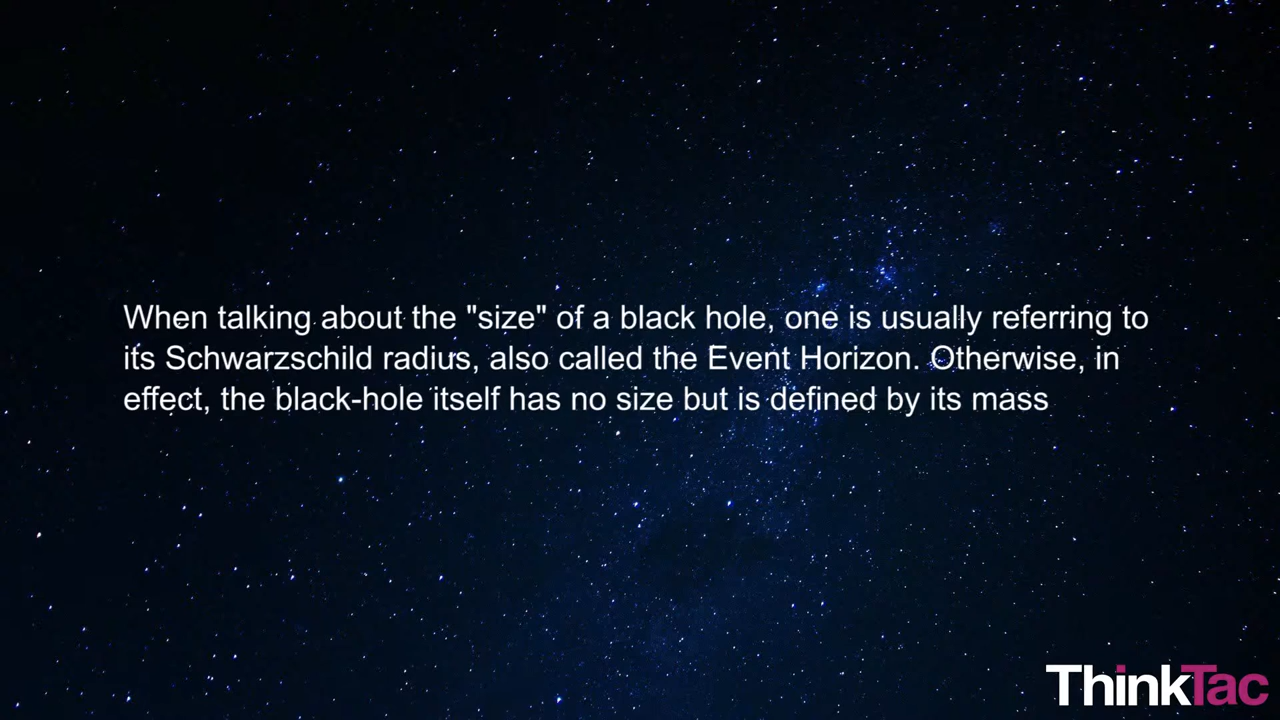 When talking about the "size" of a black hole, one is usually referring to
its Schwarzschild radius, also called the Event Horizon. Otherwise, in
effect, the black-hole itself has no size but is defined by its mass
ThinkTac